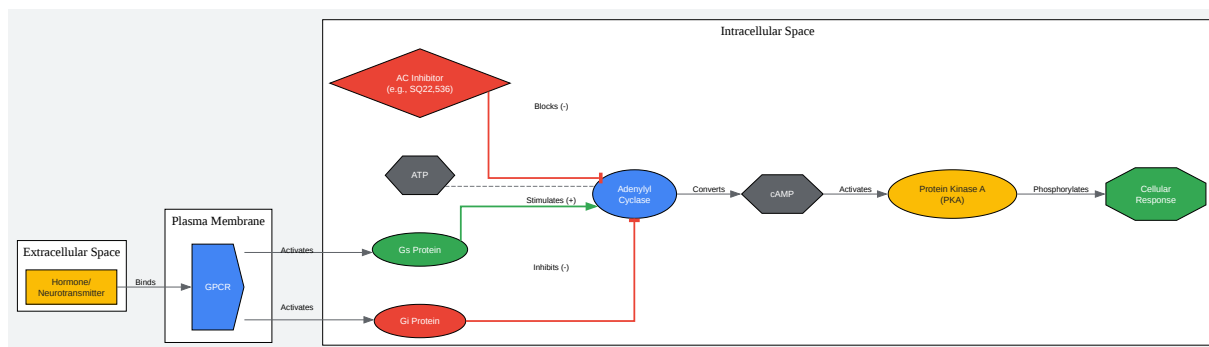 Intracellular Space
AC Inhibitor
(e.g., SQ22,536)
Blocks (-)
ATP
Stimulates (+)
Adenylyl
Cyclase
Converts
cAMP
Activates
Protein Kinase A
(PKA)
Phosphorylates
Cellular
Response
Plasma Membrane
Extracellular Space
Hormone/
Neurotransmitter
Binds
GPCR
Activates
Gs Protein
Inhibits (-)
Activates
Gi Protein